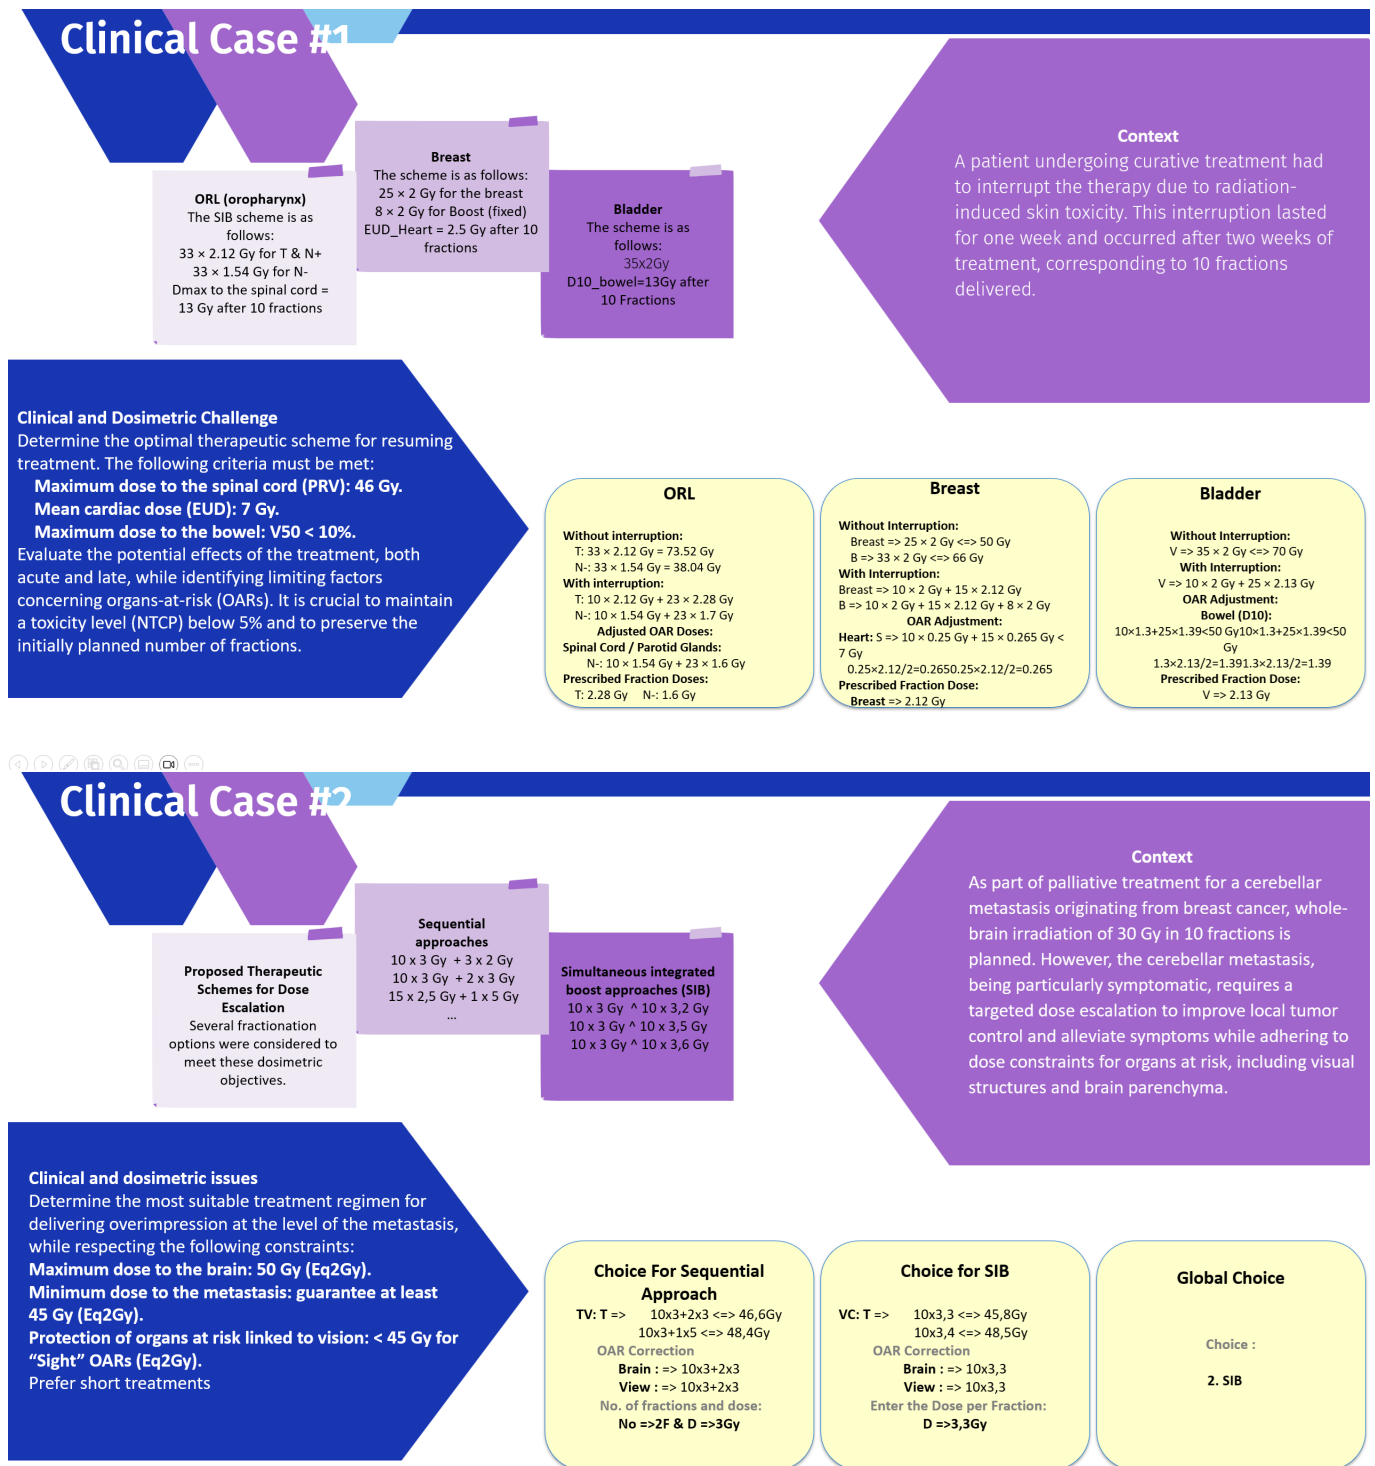 Clinical Case #1
ORL (oropharynx)
The SIB scheme is as
follows:
33 × 2.12 Gy for T & N+
33 × 1.54 Gy for N-
Dmax to the spinal cord =
13 Gy after 10 fractions
Breast
The scheme is as follows:
25 × 2 Gy for the breast
8 × 2 Gy for Boost (fixed)
EUD_Heart = 2.5 Gy after 10
fractions
Bladder
The scheme is as
follows:
35x2Gy
D10_bowel=13Gy after
10 Fractions
Context
A patient undergoing curative treatment had
to interrupt the therapy due to radiation-
induced skin toxicity. This interruption lasted
for one week and occurred after two weeks of
treatment, corresponding to 10 fractions
delivered.
Clinical and Dosimetric Challenge
Determine the optimal therapeutic scheme for resuming
treatment. The following criteria must be met:
Maximum dose to the spinal cord (PRV): 46 Gy.
Mean cardiac dose (EUD): 7 Gy.
Maximum dose to the bowel: V50 < 10%.
Evaluate the potential effects of the treatment, both
acute and late, while identifying limiting factors
concerning organs-at-risk (OARs). It is crucial to maintain
a toxicity level (NTCP) below 5% and to preserve the
initially planned number of fractions.
ORL
Without interruption:
T: 33 × 2.12 Gy = 73.52 Gy
N-: 33 × 1.54 Gy = 38.04 Gy
With interruption:
T: 10 × 2.12 Gy + 23 × 2.28 Gy
N-: 10 × 1.54 Gy + 23 × 1.7 Gy
Adjusted OAR Doses:
Spinal Cord / Parotid Glands:
N-: 10 × 1.54 Gy + 23 × 1.6 Gy
Prescribed Fraction Doses:
T: 2.28 Gy N-: 1.6 Gy
Breast
Without Interruption:
Breast => 25 × 2 Gy <=> 50 Gy
B => 33 × 2 Gy <=> 66 Gy
With Interruption:
Breast => 10 × 2 Gy + 15 × 2.12 Gy
B => 10 × 2 Gy + 15 × 2.12 Gy + 8 × 2 Gy
OAR Adjustment:
Heart: S => 10 × 0.25 Gy + 15 × 0.265 Gy <
7 Gy
0.25×2.12/2=0.2650.25×2.12/2=0.265
Prescribed Fraction Dose:
Breast => 2.12 Gy
Bladder
Without Interruption:
V => 35 × 2 Gy <=> 70 Gy
With Interruption:
V => 10 × 2 Gy + 25 × 2.13 Gy
OAR Adjustment:
Bowel (D10):
10×1.3+25×1.39<50 Gy10×1.3+25×1.39<50
Gy
1.3×2.13/2=1.391.3×2.13/2=1.39
Prescribed Fraction Dose:
V => 2.13 Gy
Clinical Case #2
Proposed Therapeutic
Schemes for Dose
Escalation
Several fractionation
options were considered to
meet these dosimetric
objectives.
Sequential
approaches
10 x 3 Gy + 3 x 2 Gy
10 x 3 Gy + 2 x 3 Gy
15 x 2,5 Gy + 1 x 5 Gy
...
Simultaneous integrated
boost approaches (SIB)
10 x 3 Gy ^ 10 x 3,2 Gy
10 x 3 Gy ^ 10 x 3,5 Gy
10 x 3 Gy ^ 10 x 3,6 Gy
Context
As part of palliative treatment for a cerebellar
metastasis originating from breast cancer, whole-
brain irradiation of 30 Gy in 10 fractions is
planned. However, the cerebellar metastasis,
being particularly symptomatic, requires a
targeted dose escalation to improve local tumor
control and alleviate symptoms while adhering to
dose constraints for organs at risk, including visual
structures and brain parenchyma.
Clinical and dosimetric issues
Determine the most suitable treatment regimen for
delivering overimpression at the level of the metastasis,
while respecting the following constraints:
Maximum dose to the brain: 50 Gy (Eq2Gy).
Minimum dose to the metastasis: guarantee at least
45 Gy (Eq2Gy).
Protection of organs at risk linked to vision: < 45 Gy for
“Sight” OARs (Eq2Gy).
Prefer short treatments
Choice For Sequential
Approach
TV: T => 10x3+2x3 <=> 46,6Gy
10x3+1x5 <=> 48,4Gy
OAR Correction
Brain : => 10x3+2x3
View : => 10x3+2x3
No. of fractions and dose:
No =>2F & D =>3Gy
Choice for SIB
VC: T => 10x3,3 <=> 45,8Gy
10x3,4 <=> 48,5Gy
OAR Correction
Brain : => 10x3,3
View : => 10x3,3
Enter the Dose per Fraction:
D =>3,3Gy
Global Choice
Choice :
2. SIB